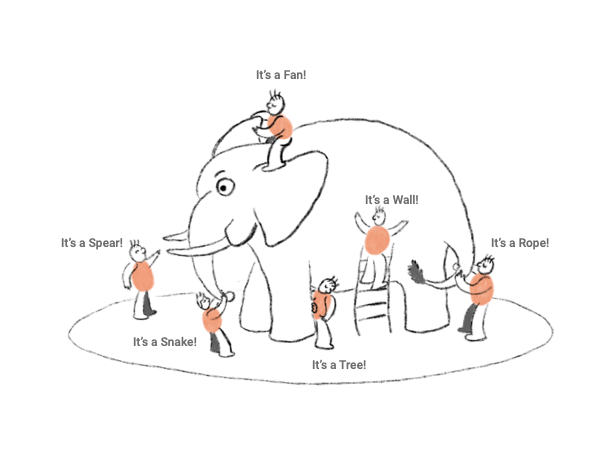 It's a Fan!
It's a Wall!
It's a Spear!
It's a Rope!
It's a Snake!
It's a Tree!